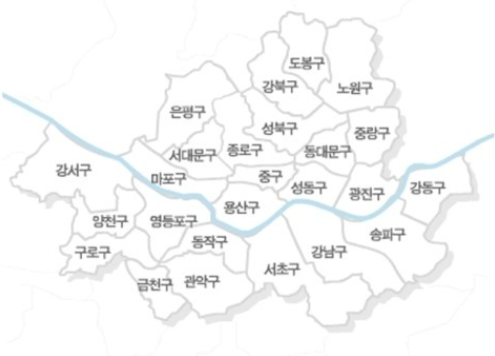 도봉구
강북구
노원구
은평구
성북구
중랑구
서대문구
종로구
동대문구
강서구
마포구
중구
성동구
광진구
강동구
양천구
영등포구
용산구
송파구
구로구
동작구
강남구
금천구
관악구
서초구